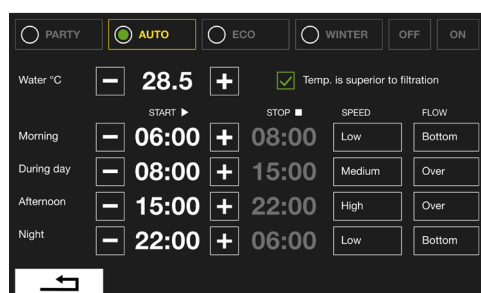 PARTY AUTO ECO WINTER OFF ON
Water °C 28.5 Temp. is superior to filtration
START STOP SPEED FLOW
Morning 06:00 08:00 Low Bottom
During day 08:00 15:00 Medium Over
Afternoon 15:00 22:00 High Over
Night 22:00 06:00 Low Bottom